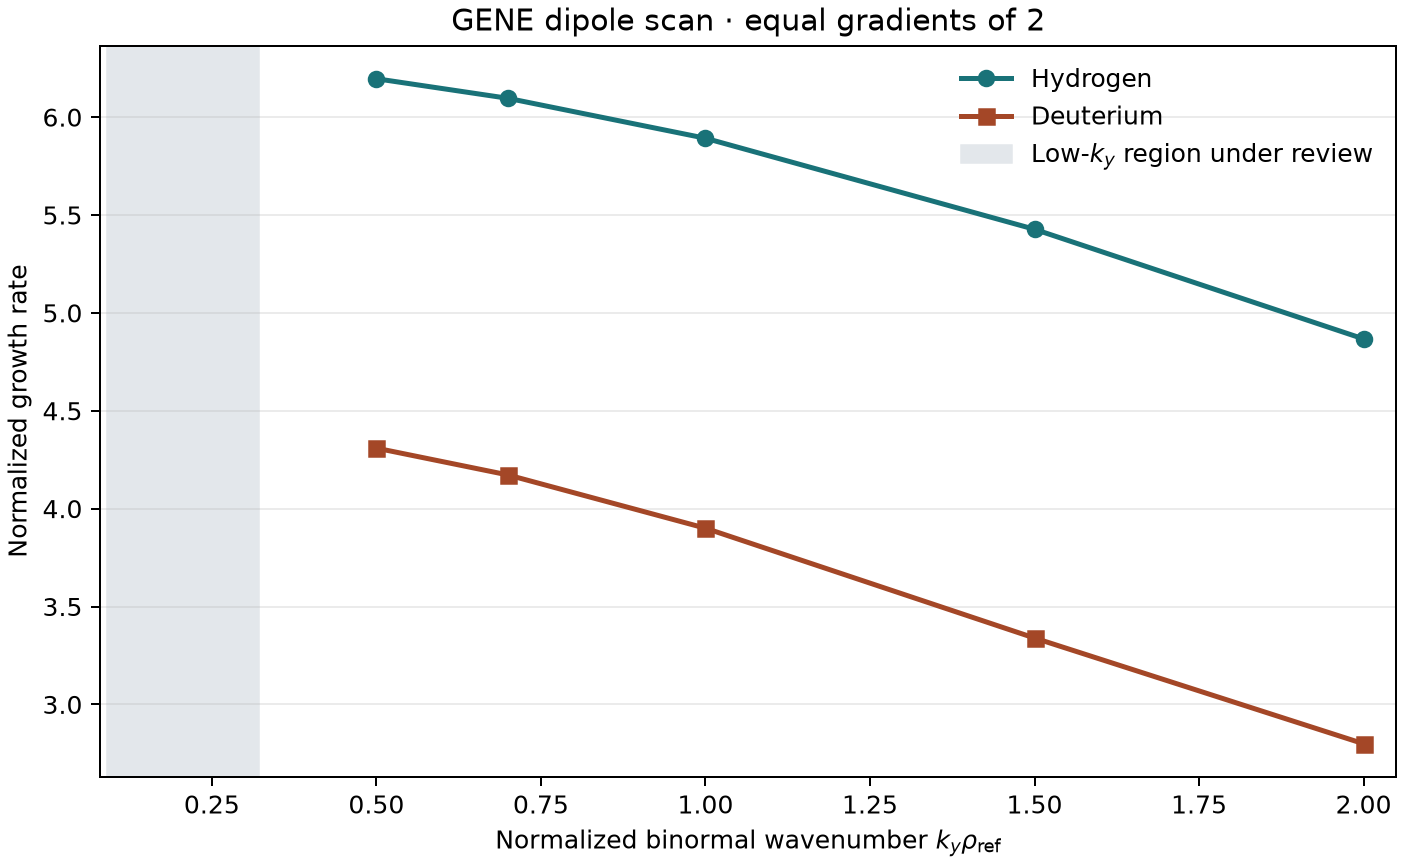 GENE dipole scan · equal gradients of 2
Hydrogen
Deuterium
Low-k_y region under review
Normalized growth rate
6.0
5.5
5.0
4.5
4.0
3.5
3.0
0.25 0.50 0.75 1.00 1.25 1.50 1.75 2.00
Normalized binormal wavenumber k_yρ_ref